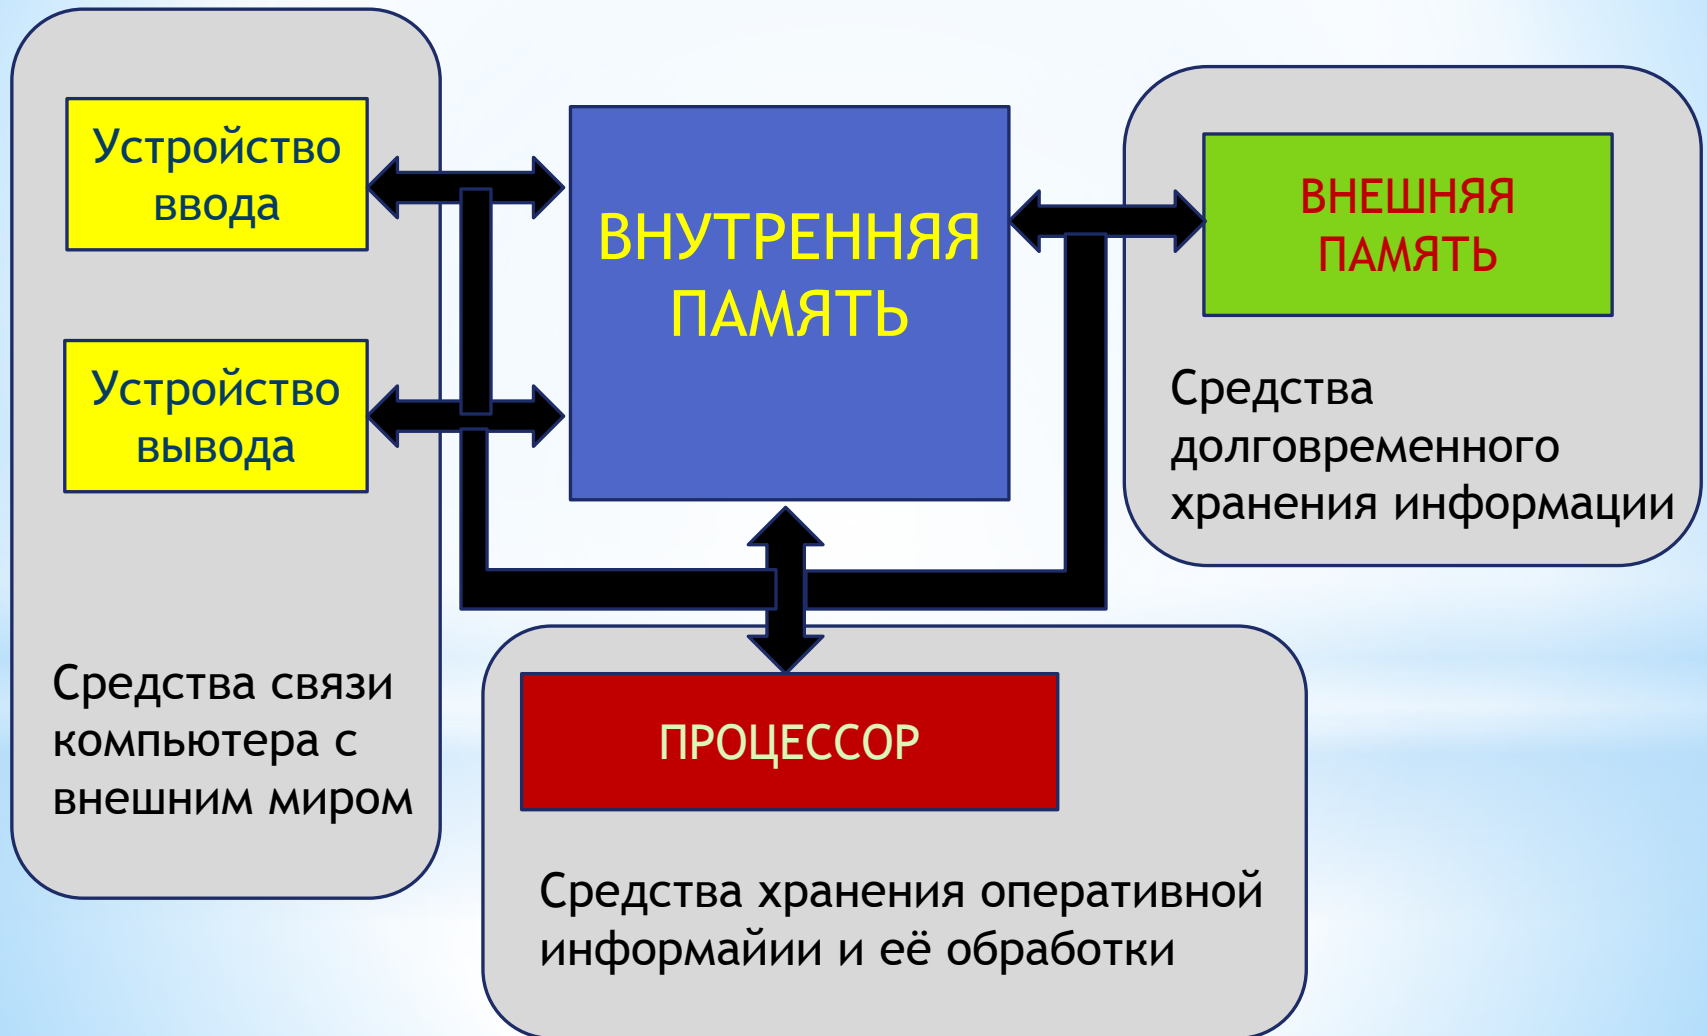 Устройство
ввода
Устройство
вывода
Средства связи
компьютера с
внешним миром
ВНУТРЕННЯЯ
ПАМЯТЬ
ВНЕШНЯЯ
ПАМЯТЬ
Средства
долговременного
хранения информации
ПРОЦЕССОР
Средства хранения оперативной
информайии и её обработки